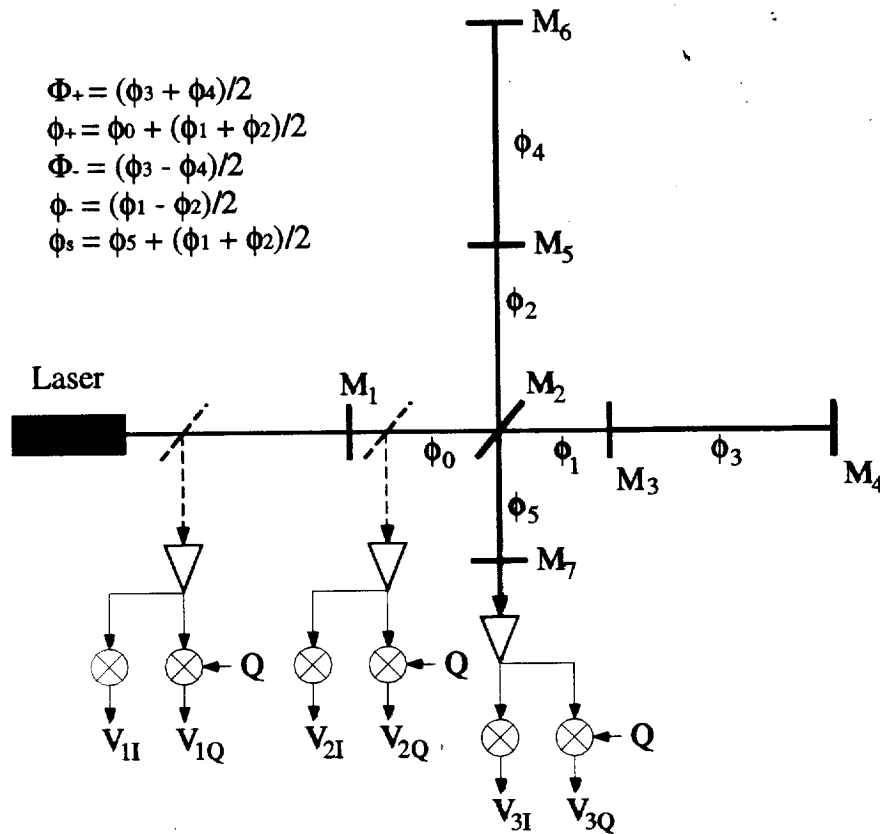 M₆
Φ₊ = (ϕ₃ + ϕ₄)/2
ϕ₊ = ϕ₀ + (ϕ₁ + ϕ₂)/2
Φ₋ = (ϕ₃ - ϕ₄)/2
ϕ₋ = (ϕ₁ - ϕ₂)/2
ϕₛ = ϕ₅ + (ϕ₁ + ϕ₂)/2
ϕ₄
M₅
ϕ₂
Laser
M₁
M₂
ϕ₀
ϕ₁
M₃
ϕ₃
M₄
ϕ₅
M₇
Q
Q
V₁I
V₁Q
V₂I
V₂Q
Q
V₃I
V₃Q